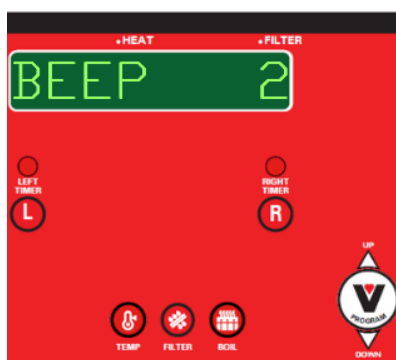 •HEAT •FILTER
BEEP 2
LEFT TIMER
RIGHT TIMER
L
R
UP
V
PROGRAM
TEMP FILTER BOIL
DOWN